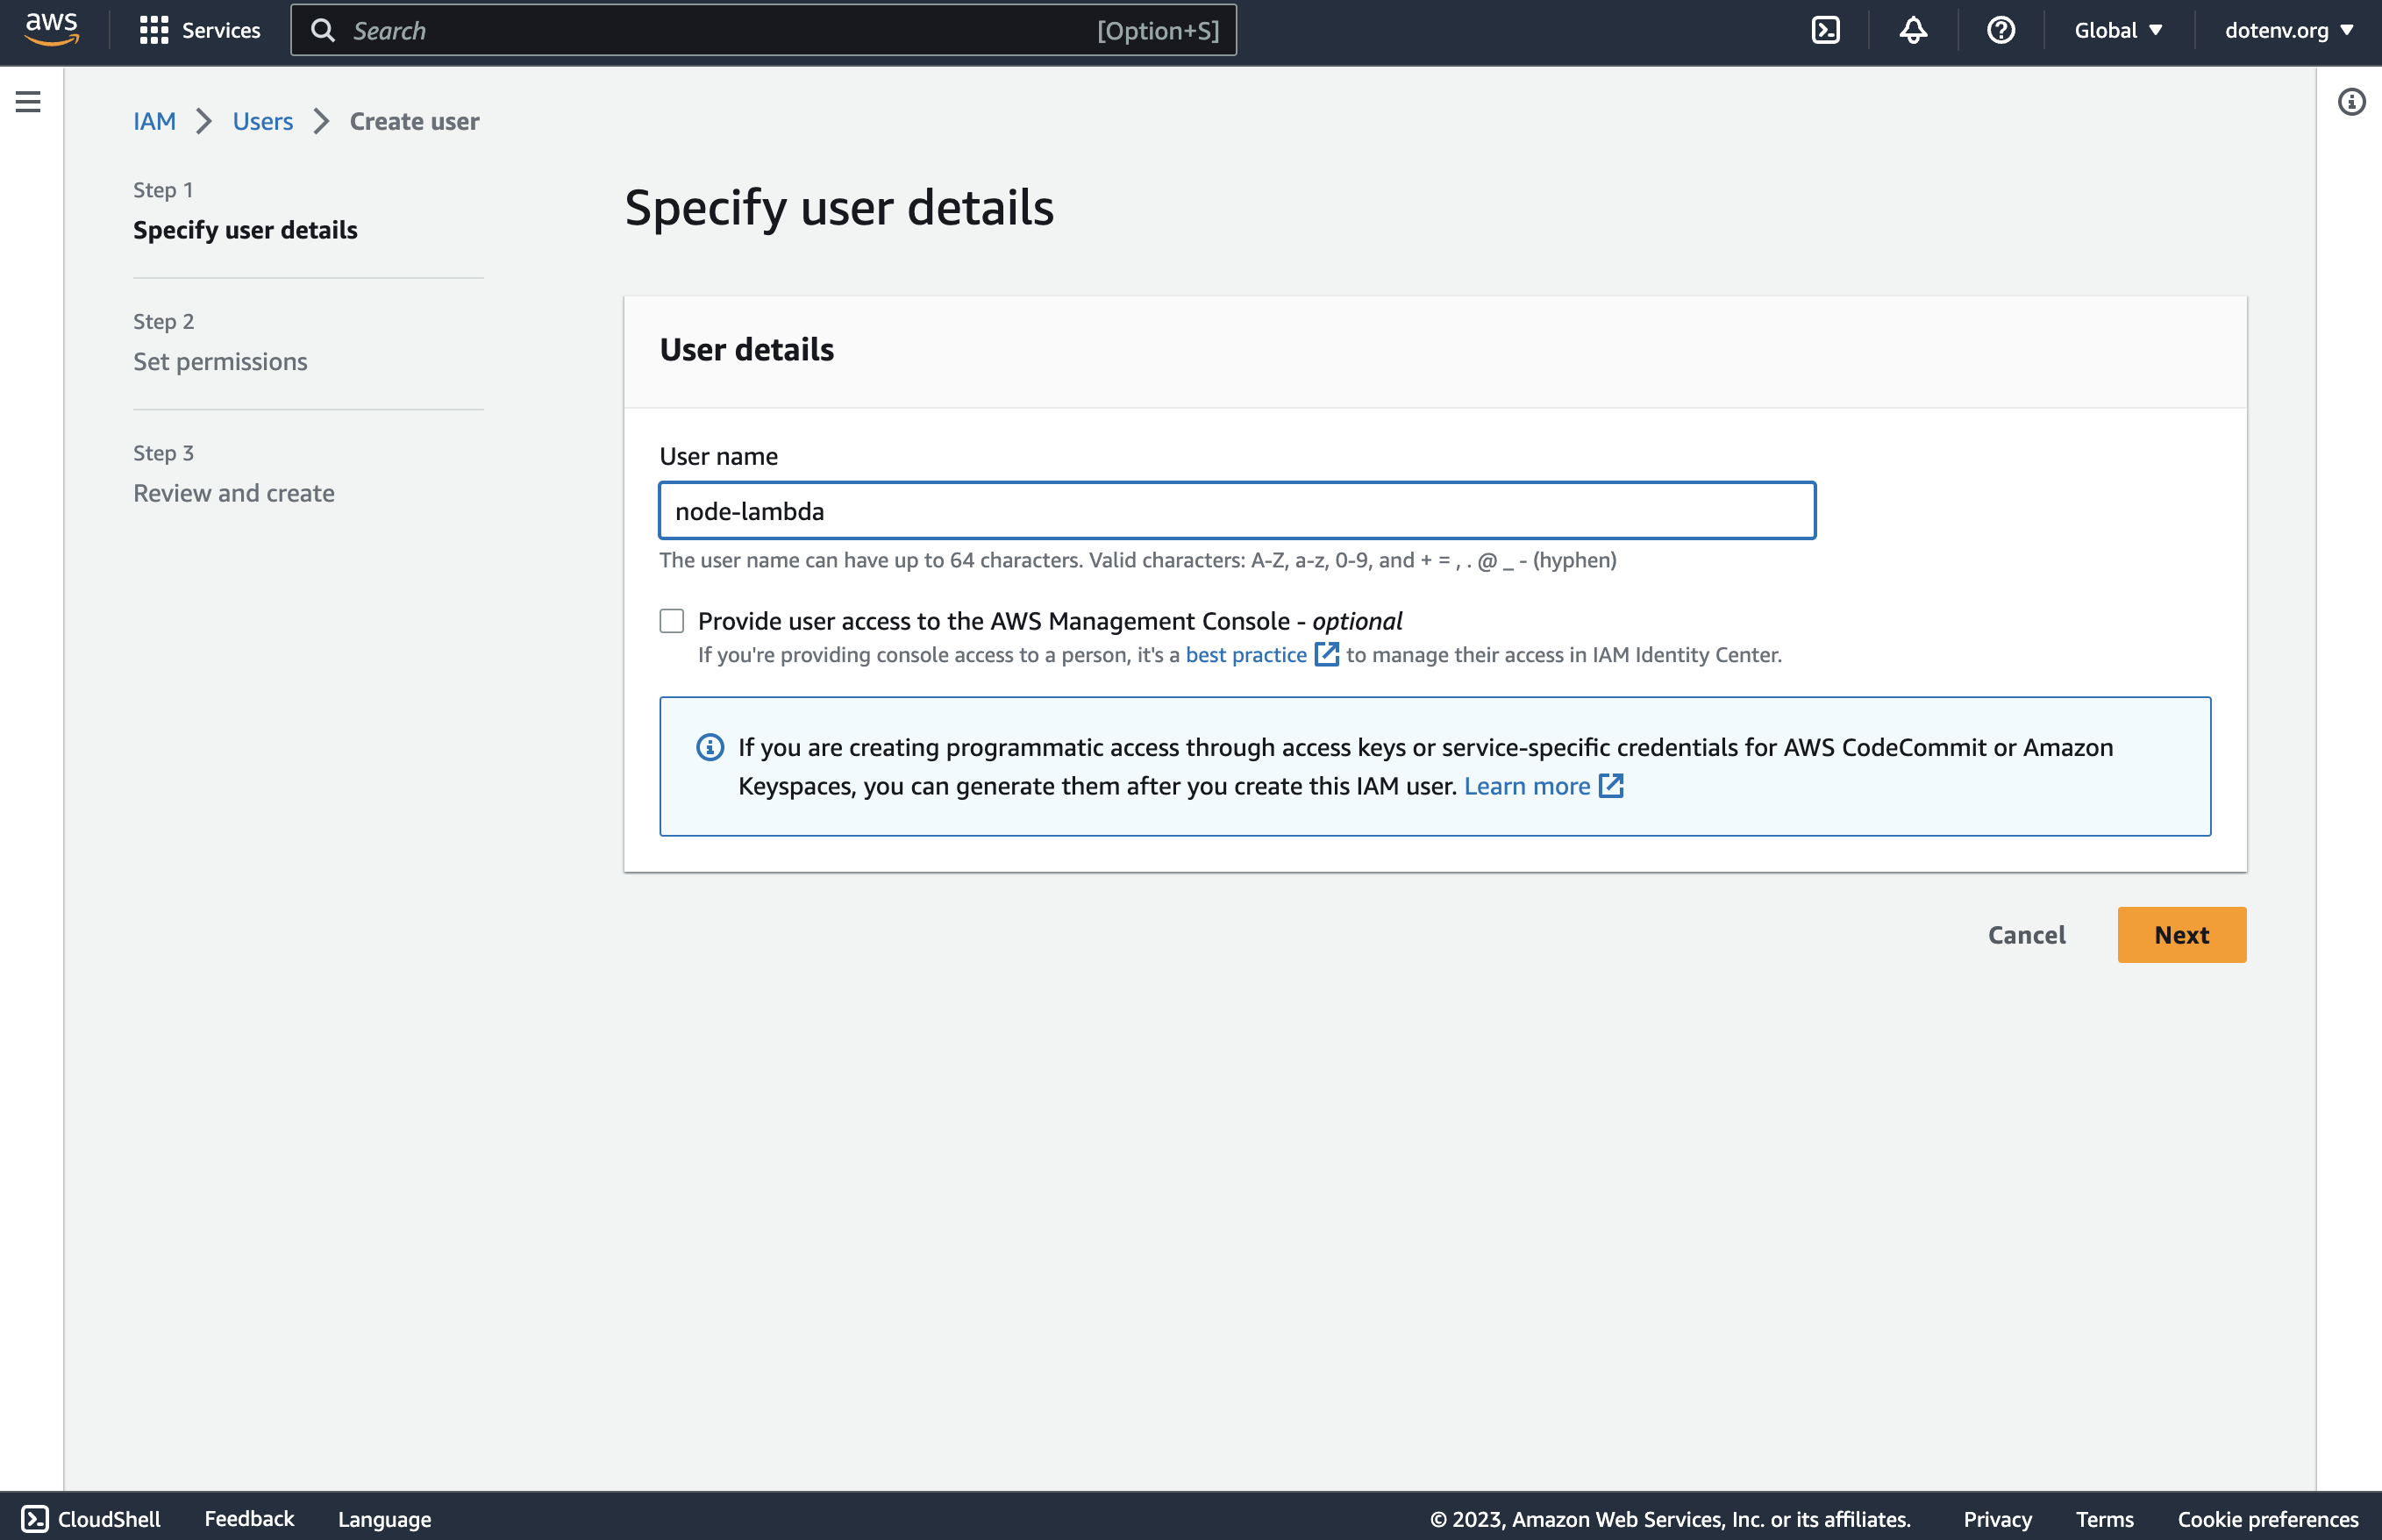 aws
Services
Search
[Option+S]
Global
dotenv.org
IAM
Users
Create user
Step 1
Specify user details
Step 2
Set permissions
Step 3
Review and create
Specify user details
User details
User name
node-lambda
The user name can have up to 64 characters. Valid characters: A-Z, a-z, 0-9, and + = , . @ _ - (hyphen)
Provide user access to the AWS Management Console - optional
If you're providing console access to a person, it's a best practice to manage their access in IAM Identity Center.
If you are creating programmatic access through access keys or service-specific credentials for AWS CodeCommit or Amazon
Keyspaces, you can generate them after you create this IAM user. Learn more
Cancel
Next
CloudShell
Feedback
Language
© 2023, Amazon Web Services, Inc. or its affiliates.
Privacy
Terms
Cookie preferences